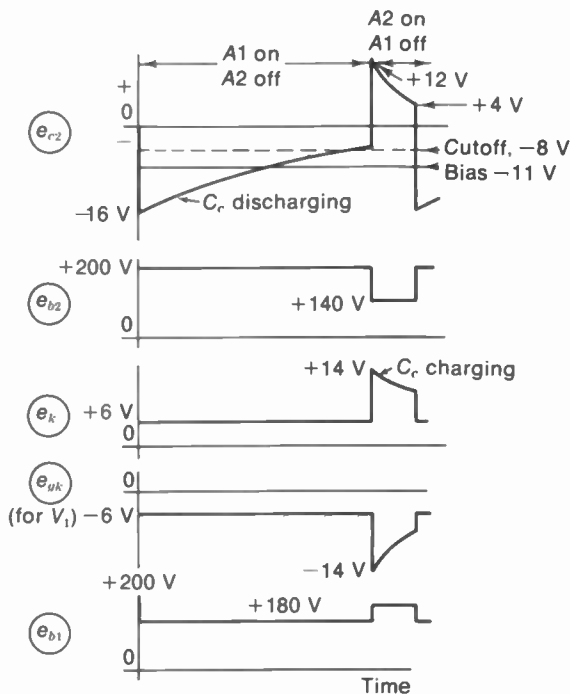 A2 on
A1 on A1 off
A2 off
+12 V
+
0
+4 V
e_c2
−
Cutoff, −8 V
Bias −11 V
−16 V
C_c discharging
+200 V
e_b2
+140 V
0
+14 V
C_c charging
e_k
+6 V
0
e_gk
0
(for V_1) −6 V
−14 V
+200 V
e_b1
+180 V
0
Time